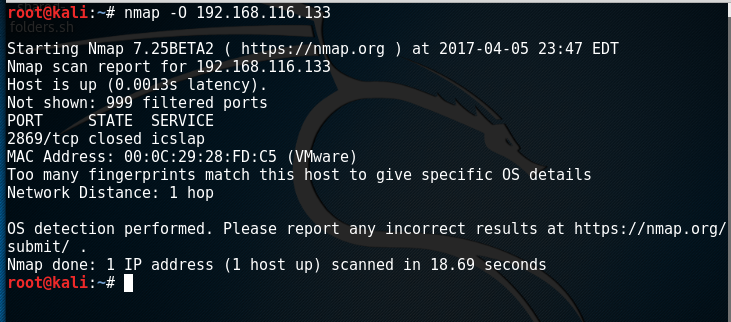 root@kali:~# nmap -O 192.168.116.133
folders.sh
Starting Nmap 7.25BETA2 ( https://nmap.org ) at 2017-04-05 23:47 EDT
Nmap scan report for 192.168.116.133
Host is up (0.0013s latency).
Not shown: 999 filtered ports
PORT     STATE  SERVICE
2869/tcp closed icslap
MAC Address: 00:0C:29:28:FD:C5 (VMware)
Too many fingerprints match this host to give specific OS details
Network Distance: 1 hop
OS detection performed. Please report any incorrect results at https://nmap.org/
submit/ .
Nmap done: 1 IP address (1 host up) scanned in 18.69 seconds
root@kali:~#